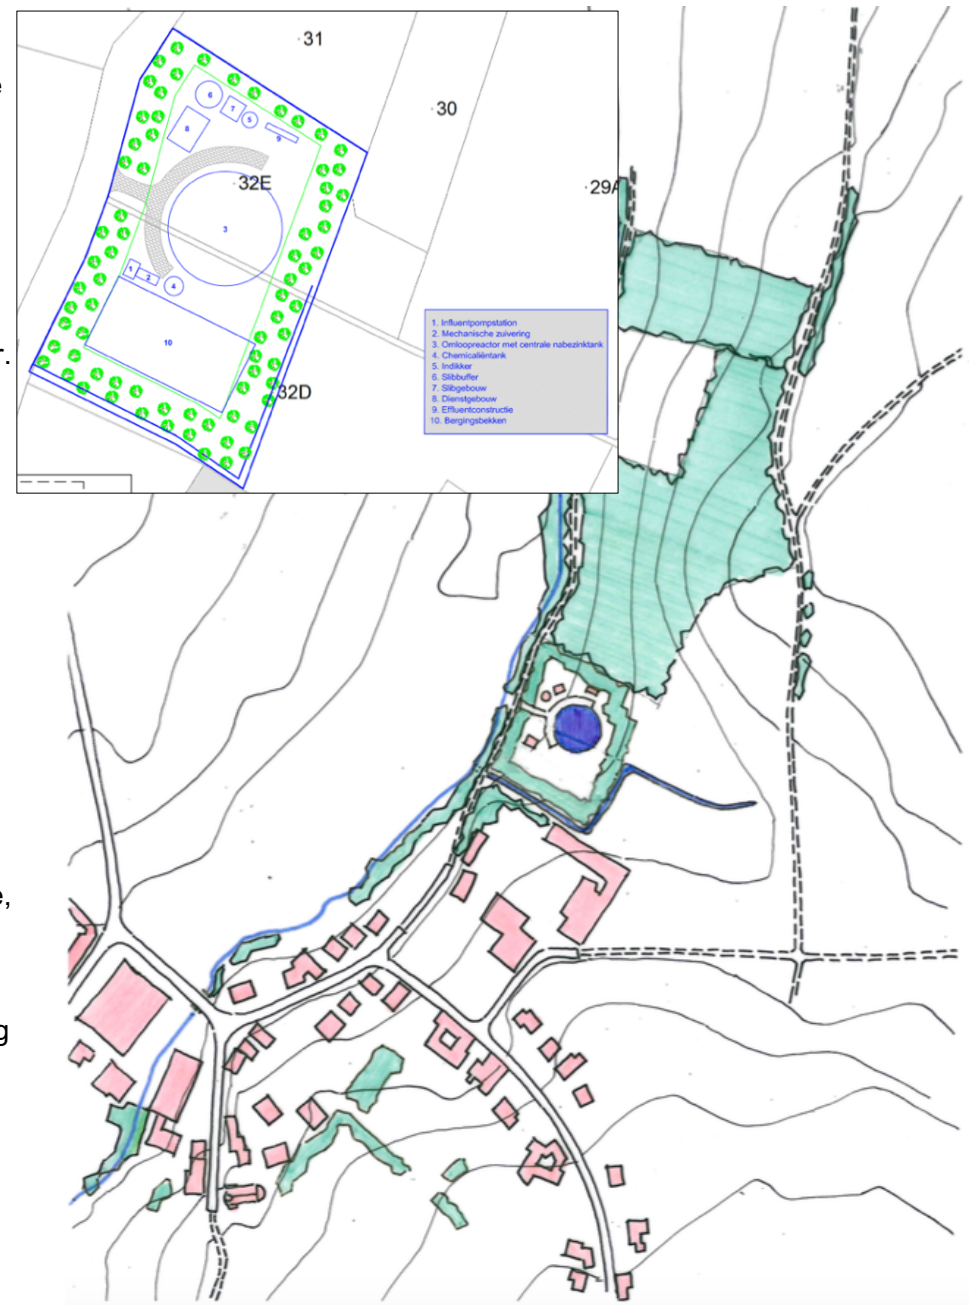 31
30
29A
32E
32D
6
7
5
8
9
3
1
2
4
10
1. Influentpompstation
2. Mechanische zuivering
3. Omloopreactor met centrale nabezinktank
4. Chemicaliëntank
5. Indikker
6. Slibbuffer
7. Slibgebouw
8. Dienstgebouw
9. Effluentconstructie
10. Bergingsbekken
e
r.
e,
g